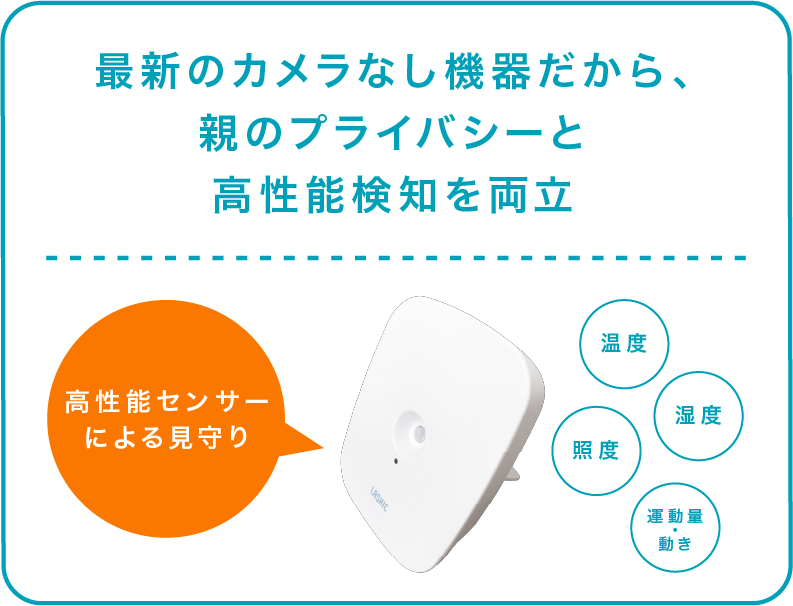 最新のカメラなし機器だから、
親のプライバシーと
高性能検知を両立
高性能センサー
による見守り
LASHIC
温度
湿度
照度
運動量
・
動き